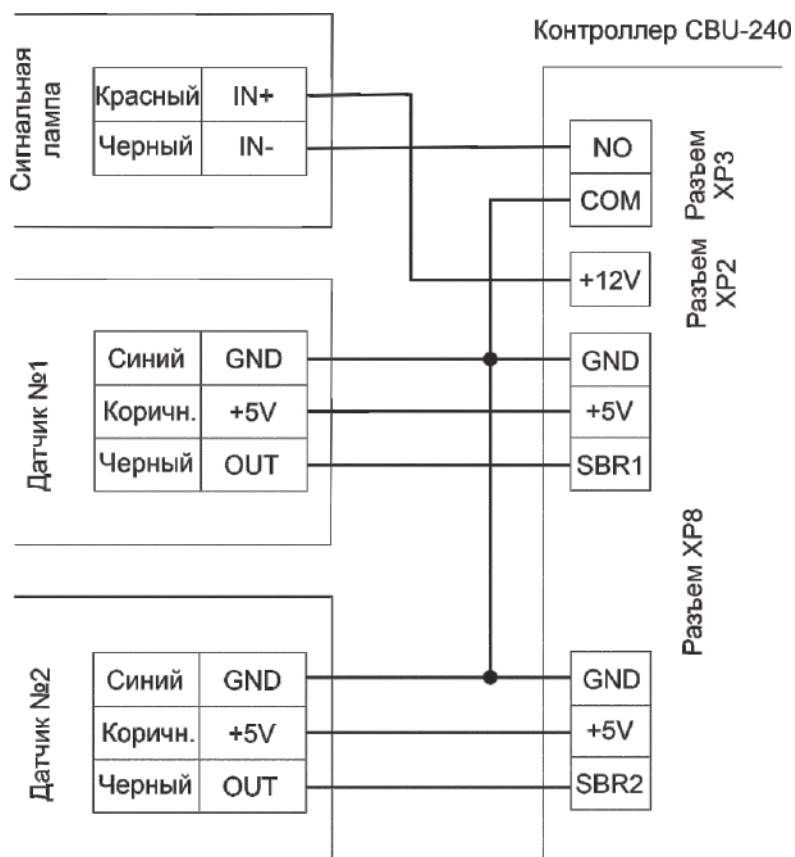 Контроллер CBU-240
Сигнальная
лампа
Красный IN+
Черный IN-
NO
COM
Разъем
XP3
+12V
Разъем
XP2
Датчик №1
Синий GND
Коричн. +5V
Черный OUT
GND
+5V
SBR1
Разъем XP8
Датчик №2
Синий GND
Коричн. +5V
Черный OUT
GND
+5V
SBR2